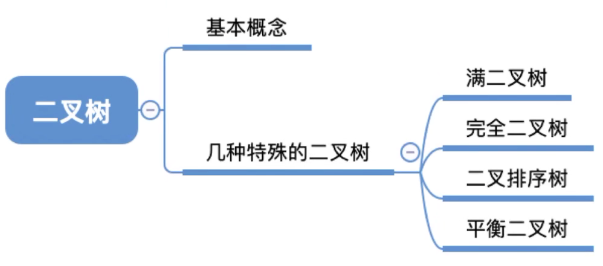 二叉树
基本概念
几种特殊的二叉树
满二叉树
完全二叉树
二叉排序树
平衡二叉树